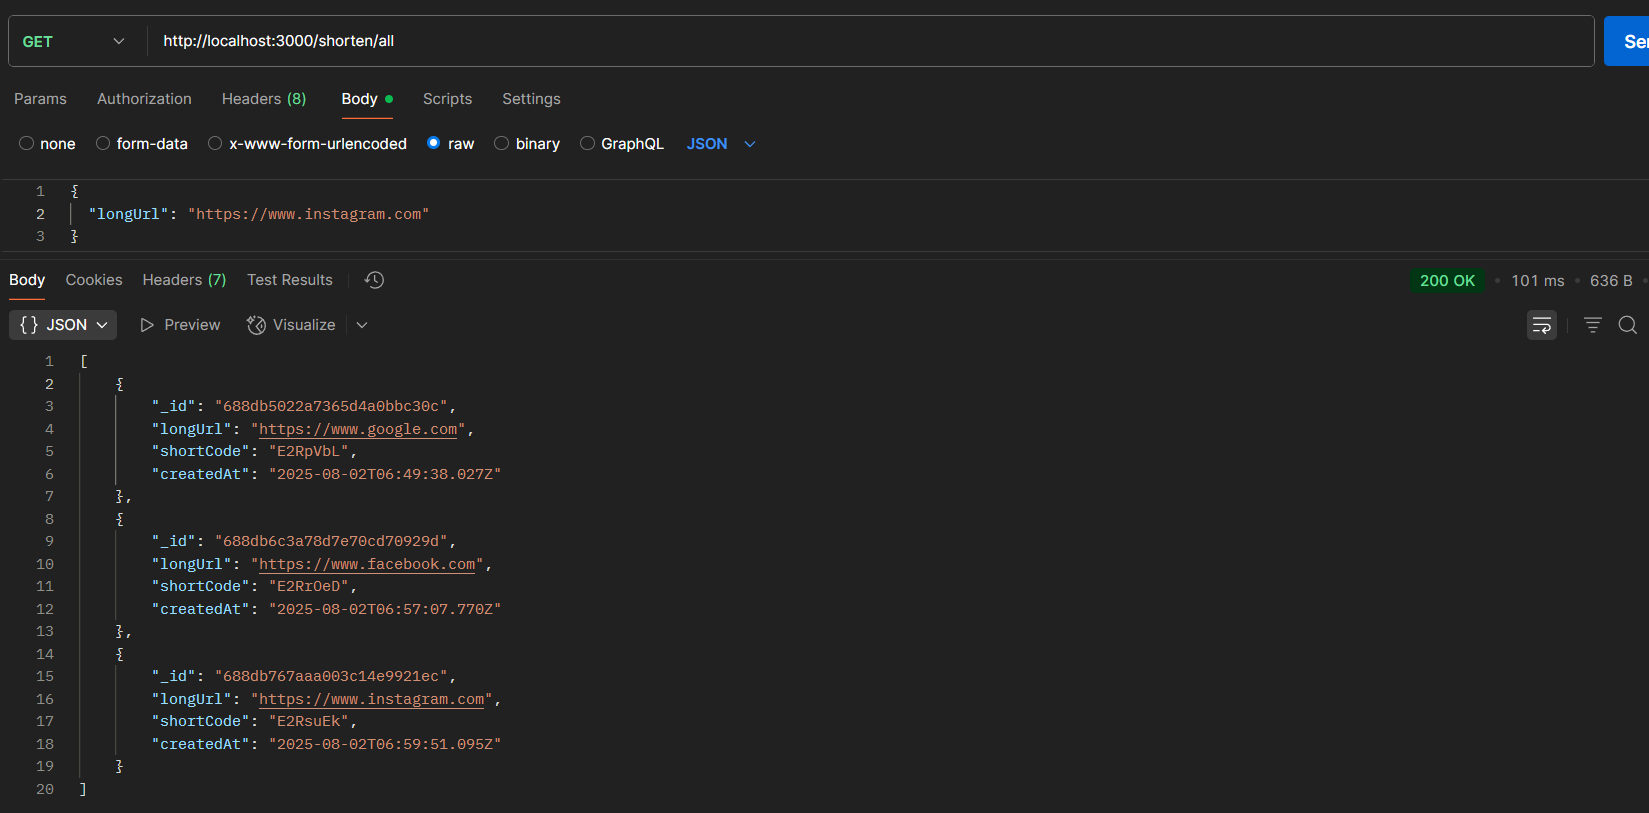 GET http://localhost:3000/shorten/all
Params Authorization Headers (8) Body Scripts Settings
none form-data x-www-form-urlencoded raw binary GraphQL JSON
1 {
2 "longUrl": "https://www.instagram.com"
3 }
Body Cookies Headers (7) Test Results 200 OK • 101 ms • 636 B •
{} JSON Preview Visualize
1 [
2 {
3 "_id": "688db5022a7365d4a0bbc30c",
4 "longUrl": "https://www.google.com",
5 "shortCode": "E2RpVbL",
6 "createdAt": "2025-08-02T06:49:38.027Z"
7 },
8 {
9 "_id": "688db6c3a78d7e70cd70929d",
10 "longUrl": "https://www.facebook.com",
11 "shortCode": "E2RrOeD",
12 "createdAt": "2025-08-02T06:57:07.770Z"
13 },
14 {
15 "_id": "688db767aaa003c14e9921ec",
16 "longUrl": "https://www.instagram.com",
17 "shortCode": "E2RsuEk",
18 "createdAt": "2025-08-02T06:59:51.095Z"
19 }
20 ]